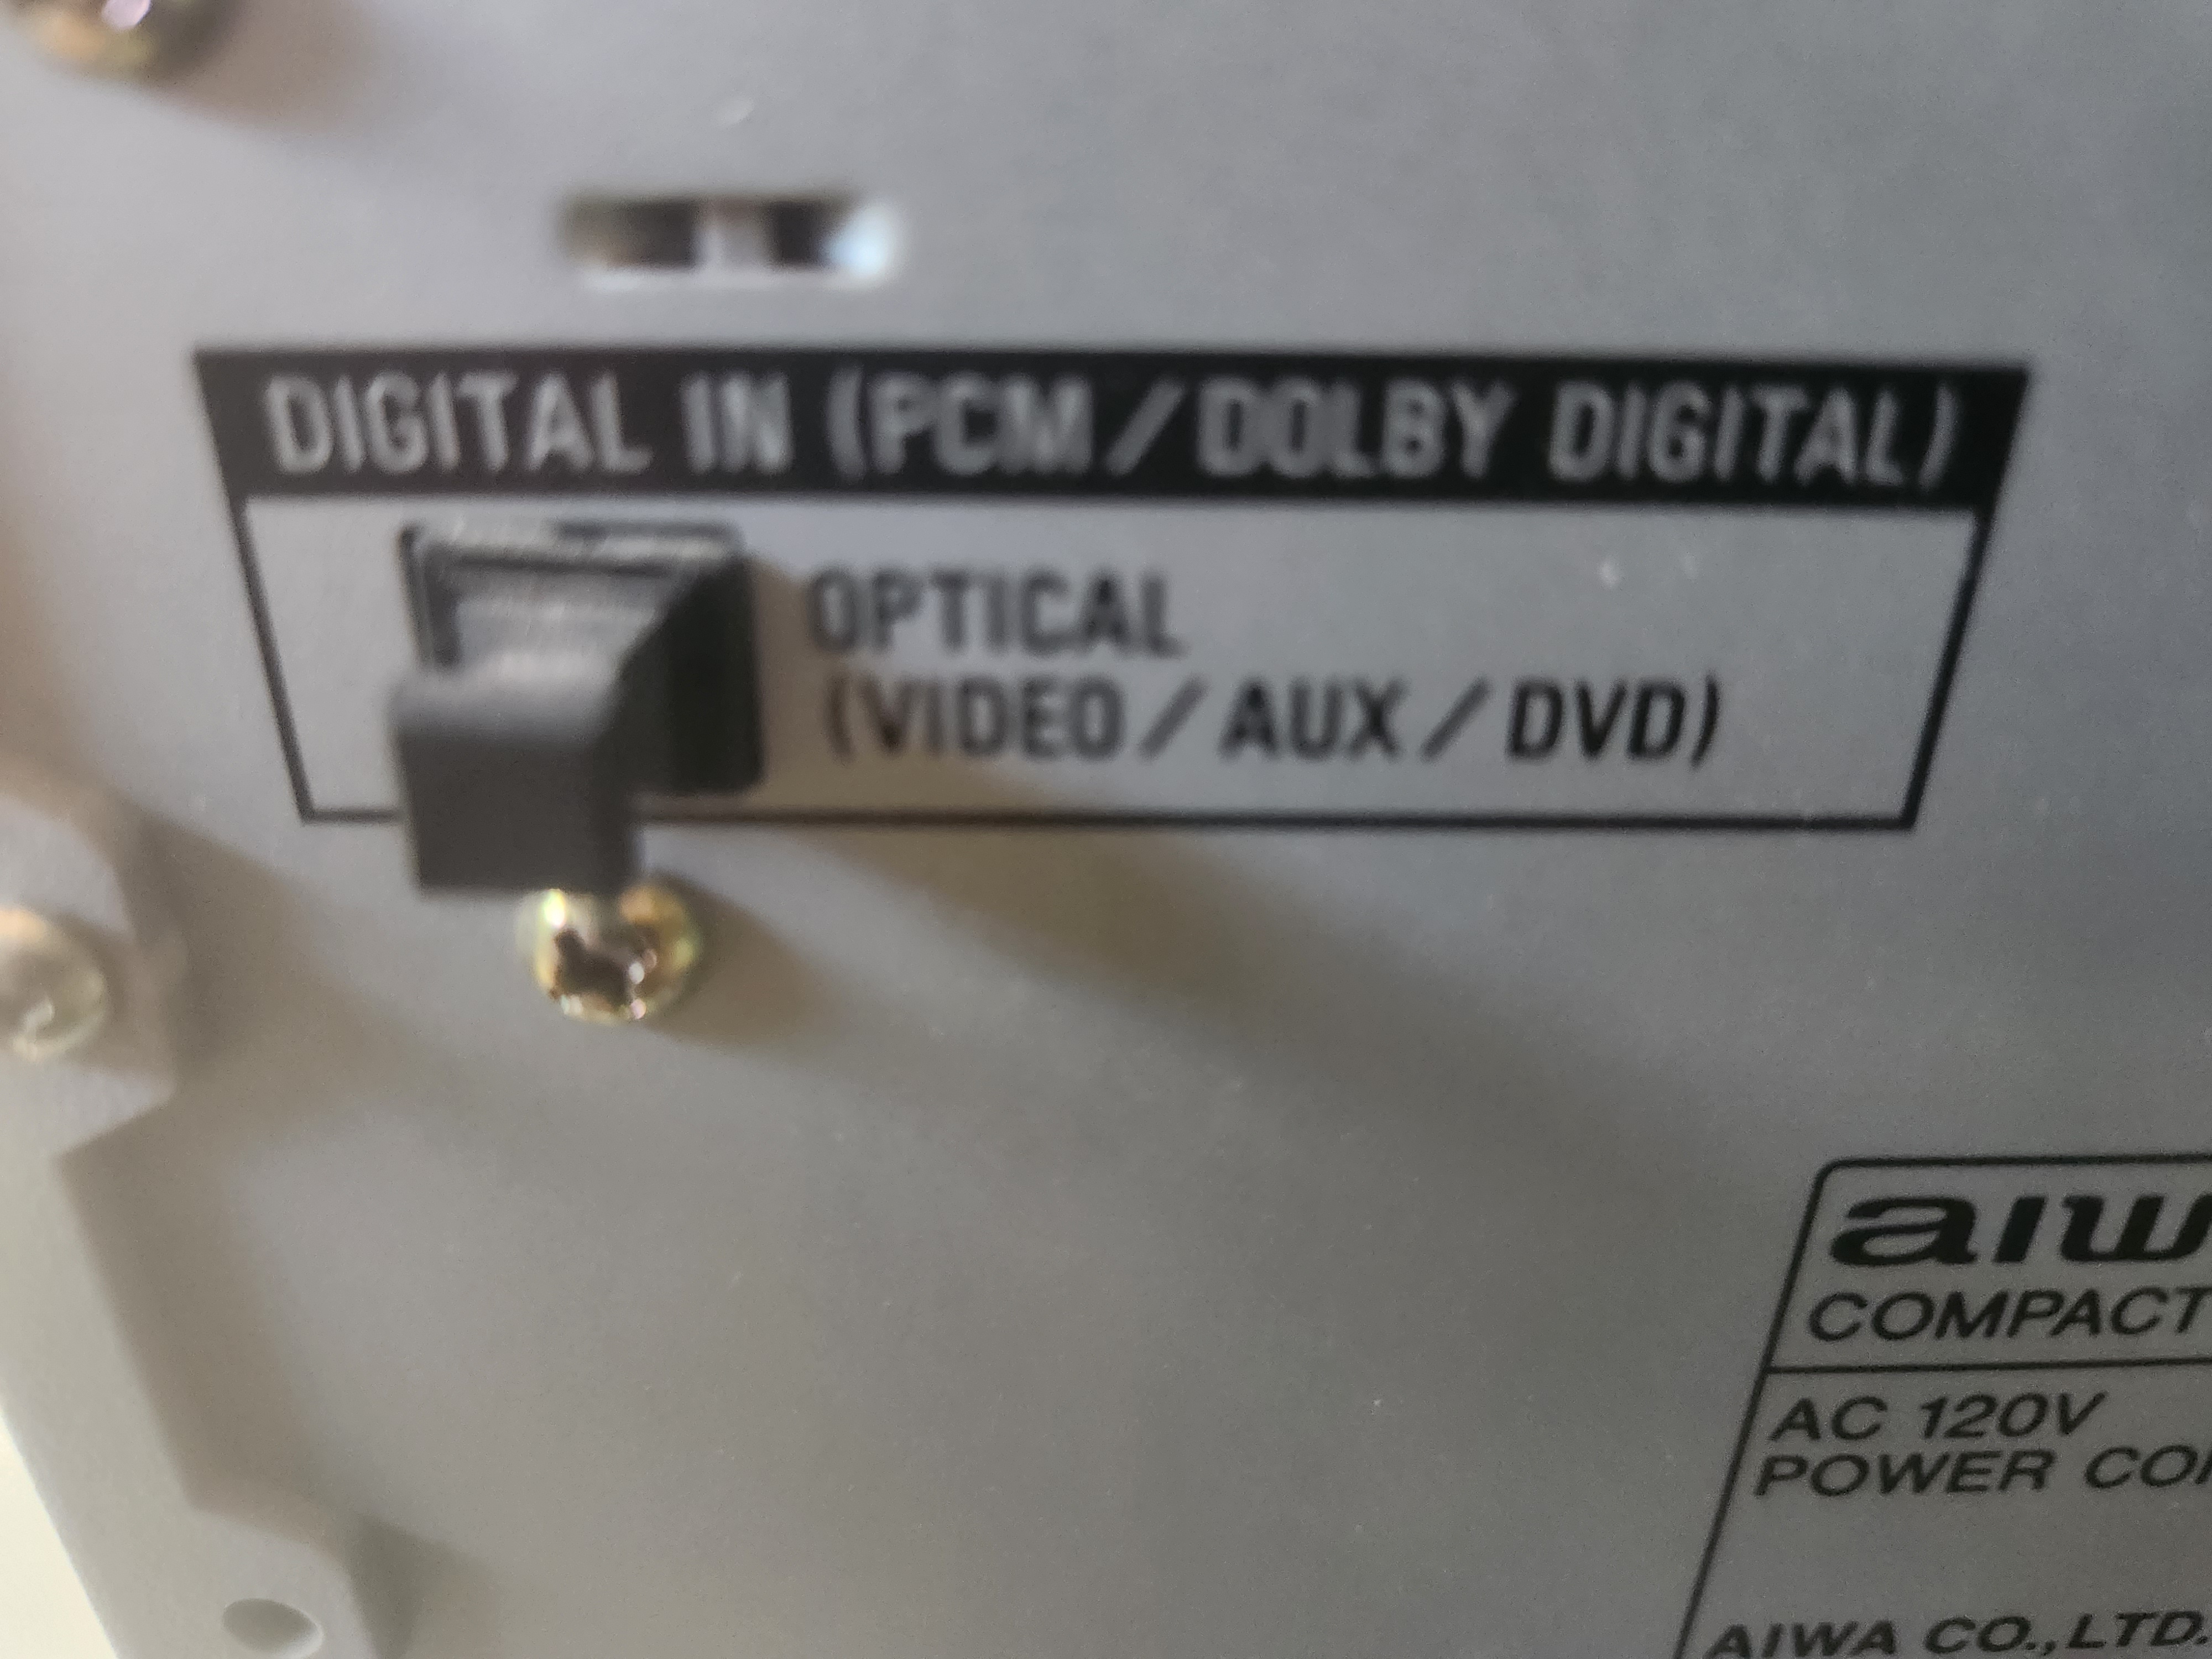 DIGITAL IN (PCM/DOLBY DIGITAL)
OPTICAL
(VIDEO/AUX/DVD)
aiw
COMPACT
AC 120V
POWER CO
AIWA CO.,LTD.